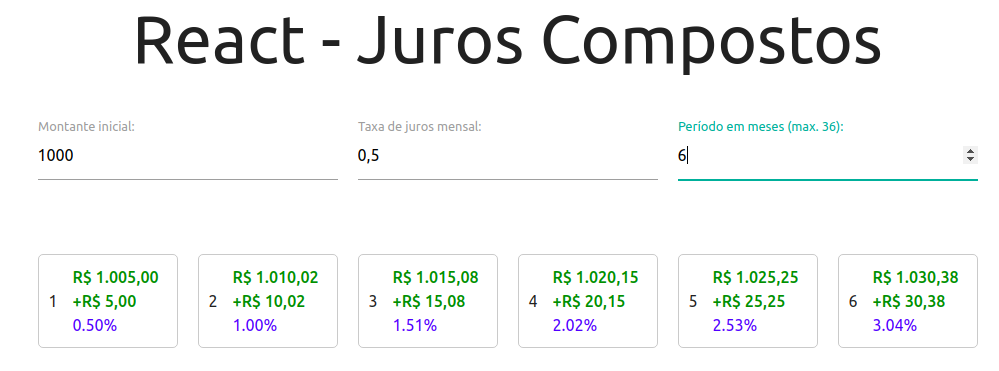 React - Juros Compostos
Montante inicial:
1000
Taxa de juros mensal:
0,5
Período em meses (max. 36):
6
1
R$ 1.005,00
+R$ 5,00
0.50%
2
R$ 1.010,02
+R$ 10,02
1.00%
3
R$ 1.015,08
+R$ 15,08
1.51%
4
R$ 1.020,15
+R$ 20,15
2.02%
5
R$ 1.025,25
+R$ 25,25
2.53%
6
R$ 1.030,38
+R$ 30,38
3.04%